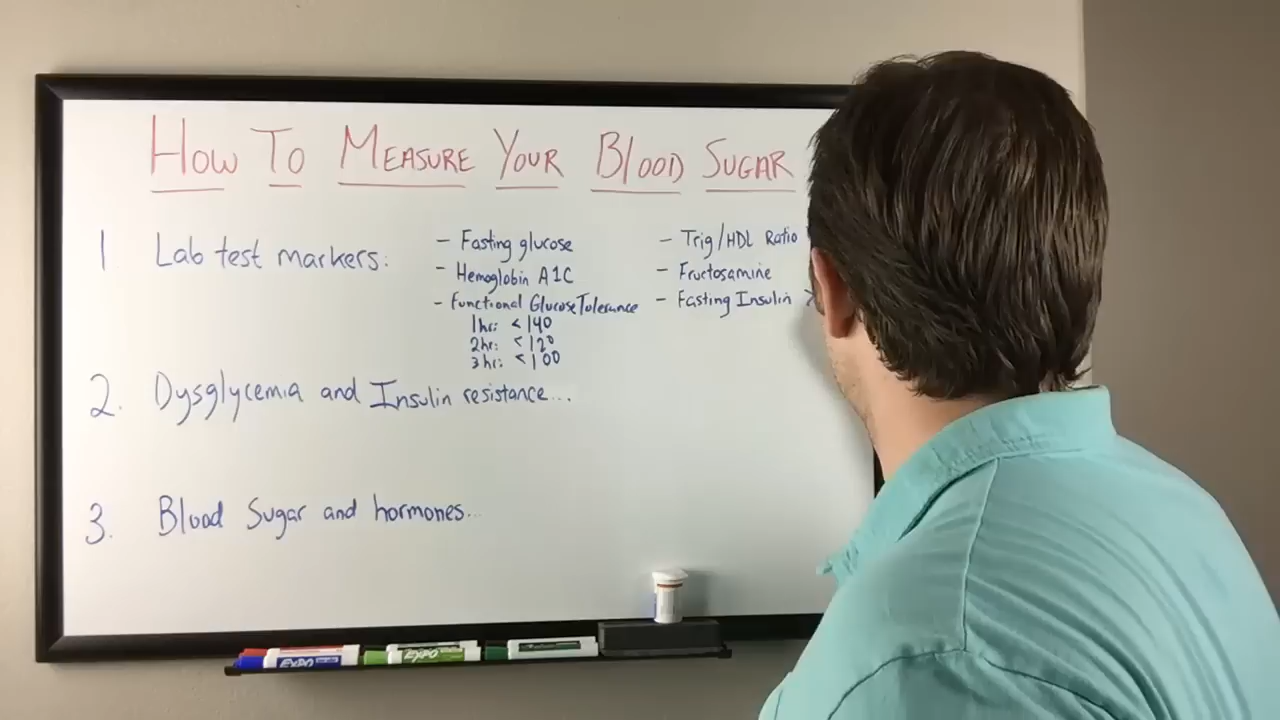 HOW TO MEASURE YOUR BLOOD SUGAR
1 Lab test markers:
- Fasting glucose
- Hemoglobin A1C
- Functional Glucose Tolerance
1hr: <140
2hr: <120
3hr: <100
- Trig/HDL Ratio
- Fructosamine
- Fasting Insulin
2. Dysglycemia and Insulin resistance...
3. Blood Sugar and hormones...
EXPO
EXPO